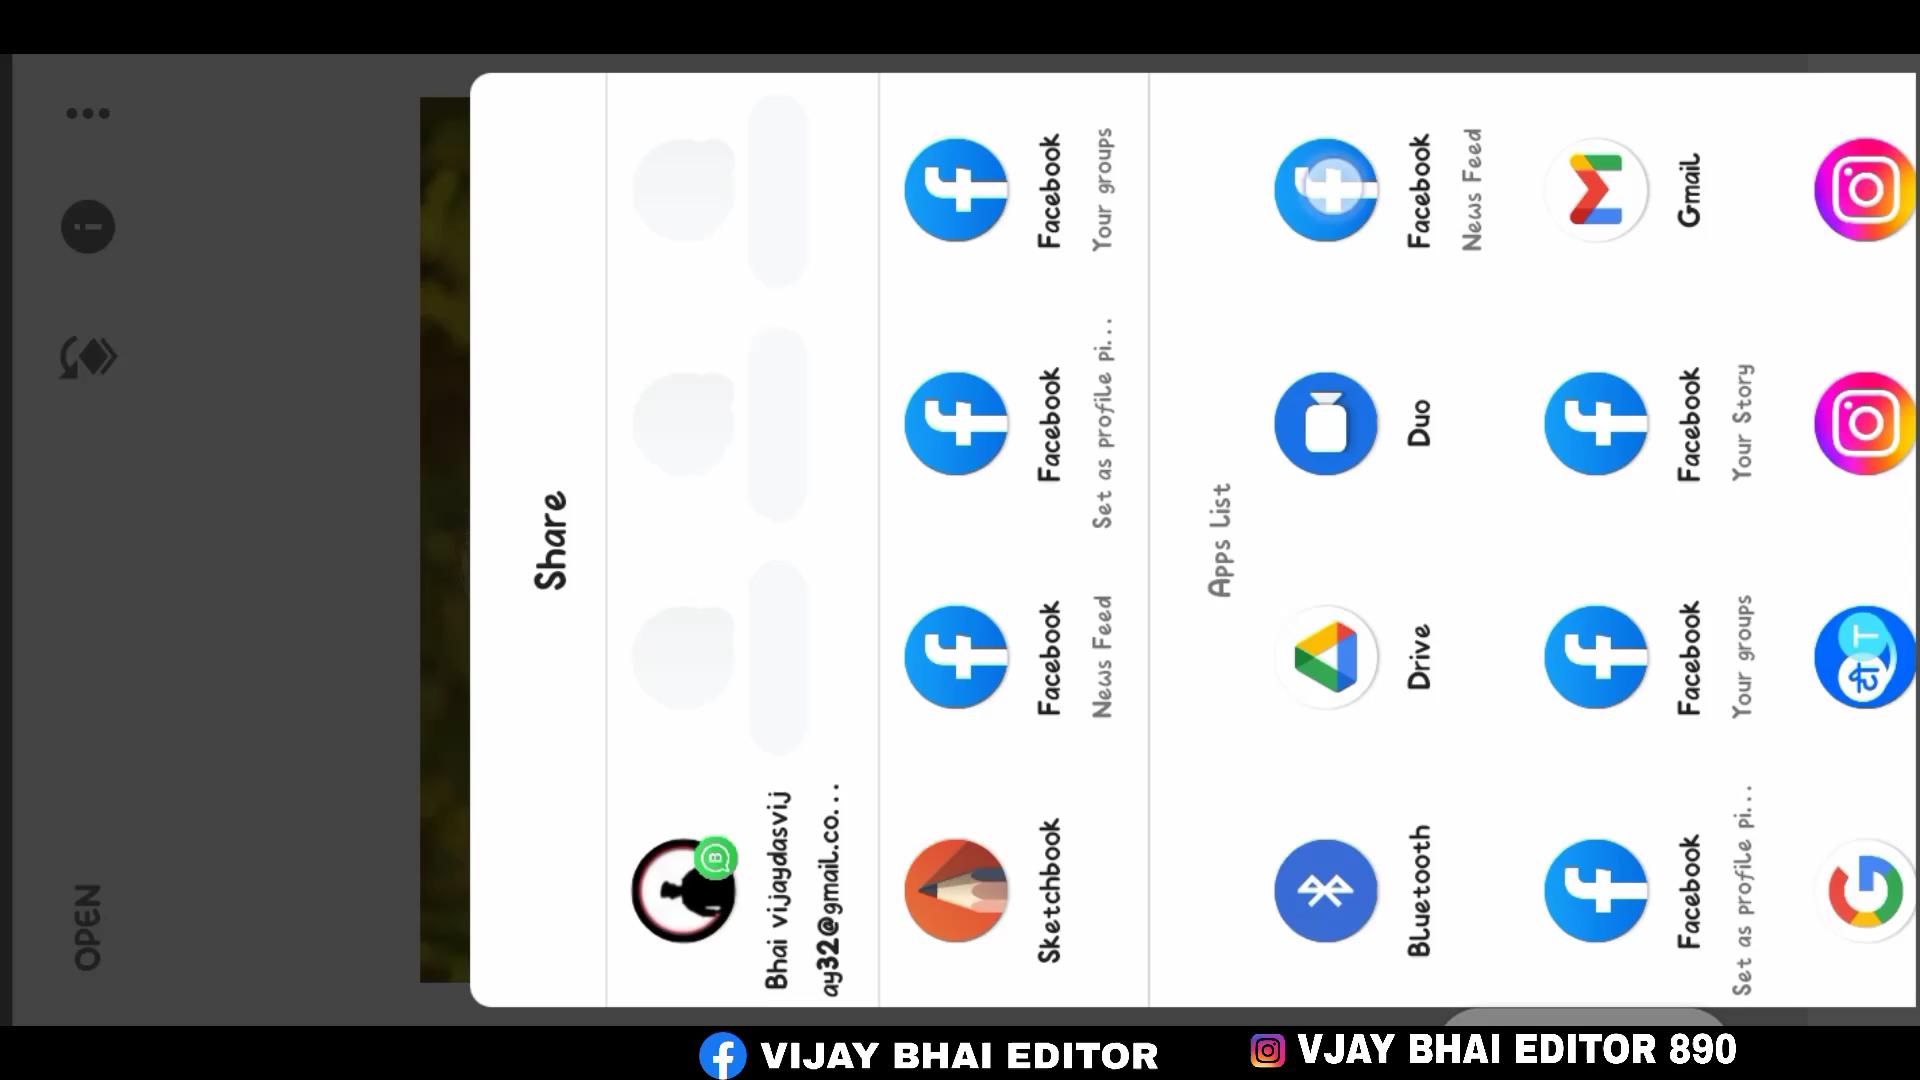 OPEN
Share
Bhai vijaydasvij
ay32@gmail.co...
Sketchbook
Facebook
News Feed
Facebook
Set as profile pi...
Facebook
Your groups
Apps List
Bluetooth
Drive
Duo
Facebook
News Feed
Facebook
Set as profile pi...
Facebook
Your groups
Facebook
Your Story
Gmail
VIJAY BHAI EDITOR
VJAY BHAI EDITOR 890